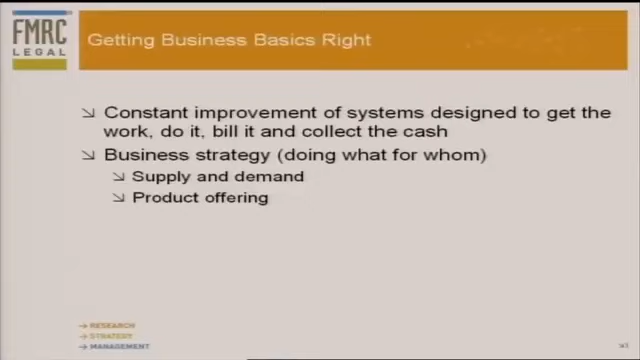 FMRC
LEGAL
Getting Business Basics Right
Constant improvement of systems designed to get the
work, do it, bill it and collect the cash
Business strategy (doing what for whom)
Supply and demand
Product offering
RESEARCH
STRATEGY
MANAGEMENT